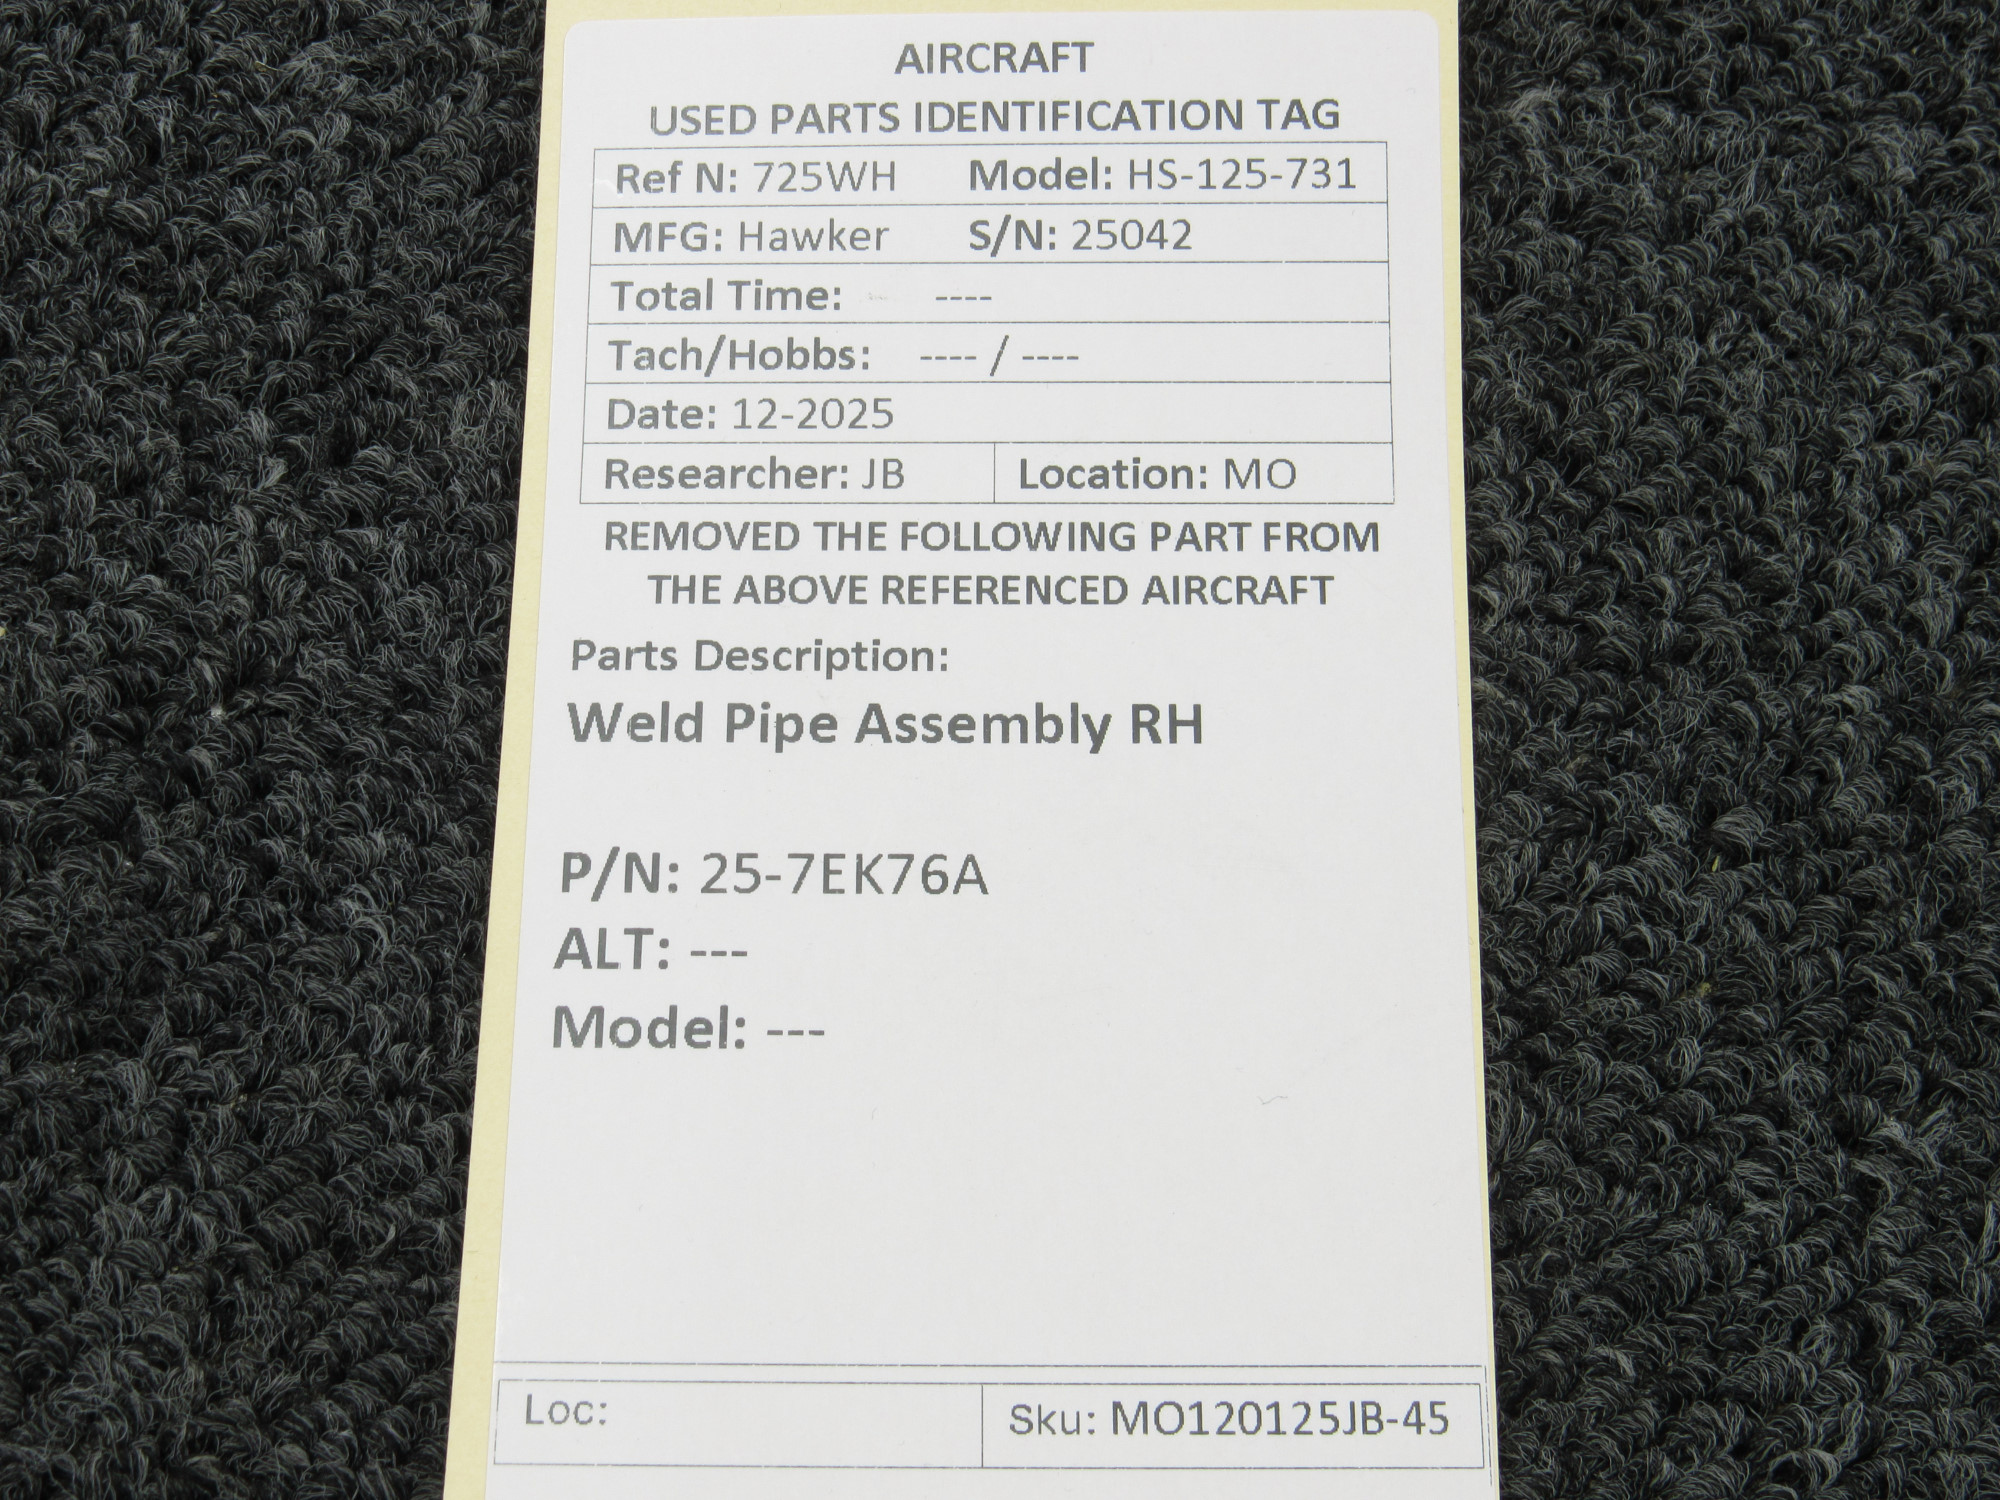 AIRCRAFT
USED PARTS IDENTIFICATION TAG
Ref N: 725WH Model: HS-125-731
MFG: Hawker S/N: 25042
Total Time: ----
Tach/Hobbs: ---- / ----
Date: 12-2025
Researcher: JB Location: MO
REMOVED THE FOLLOWING PART FROM
THE ABOVE REFERENCED AIRCRAFT
Parts Description:
Weld Pipe Assembly RH
P/N: 25-7EK76A
ALT: ---
Model: ---
Loc: Sku: MO120125JB-45